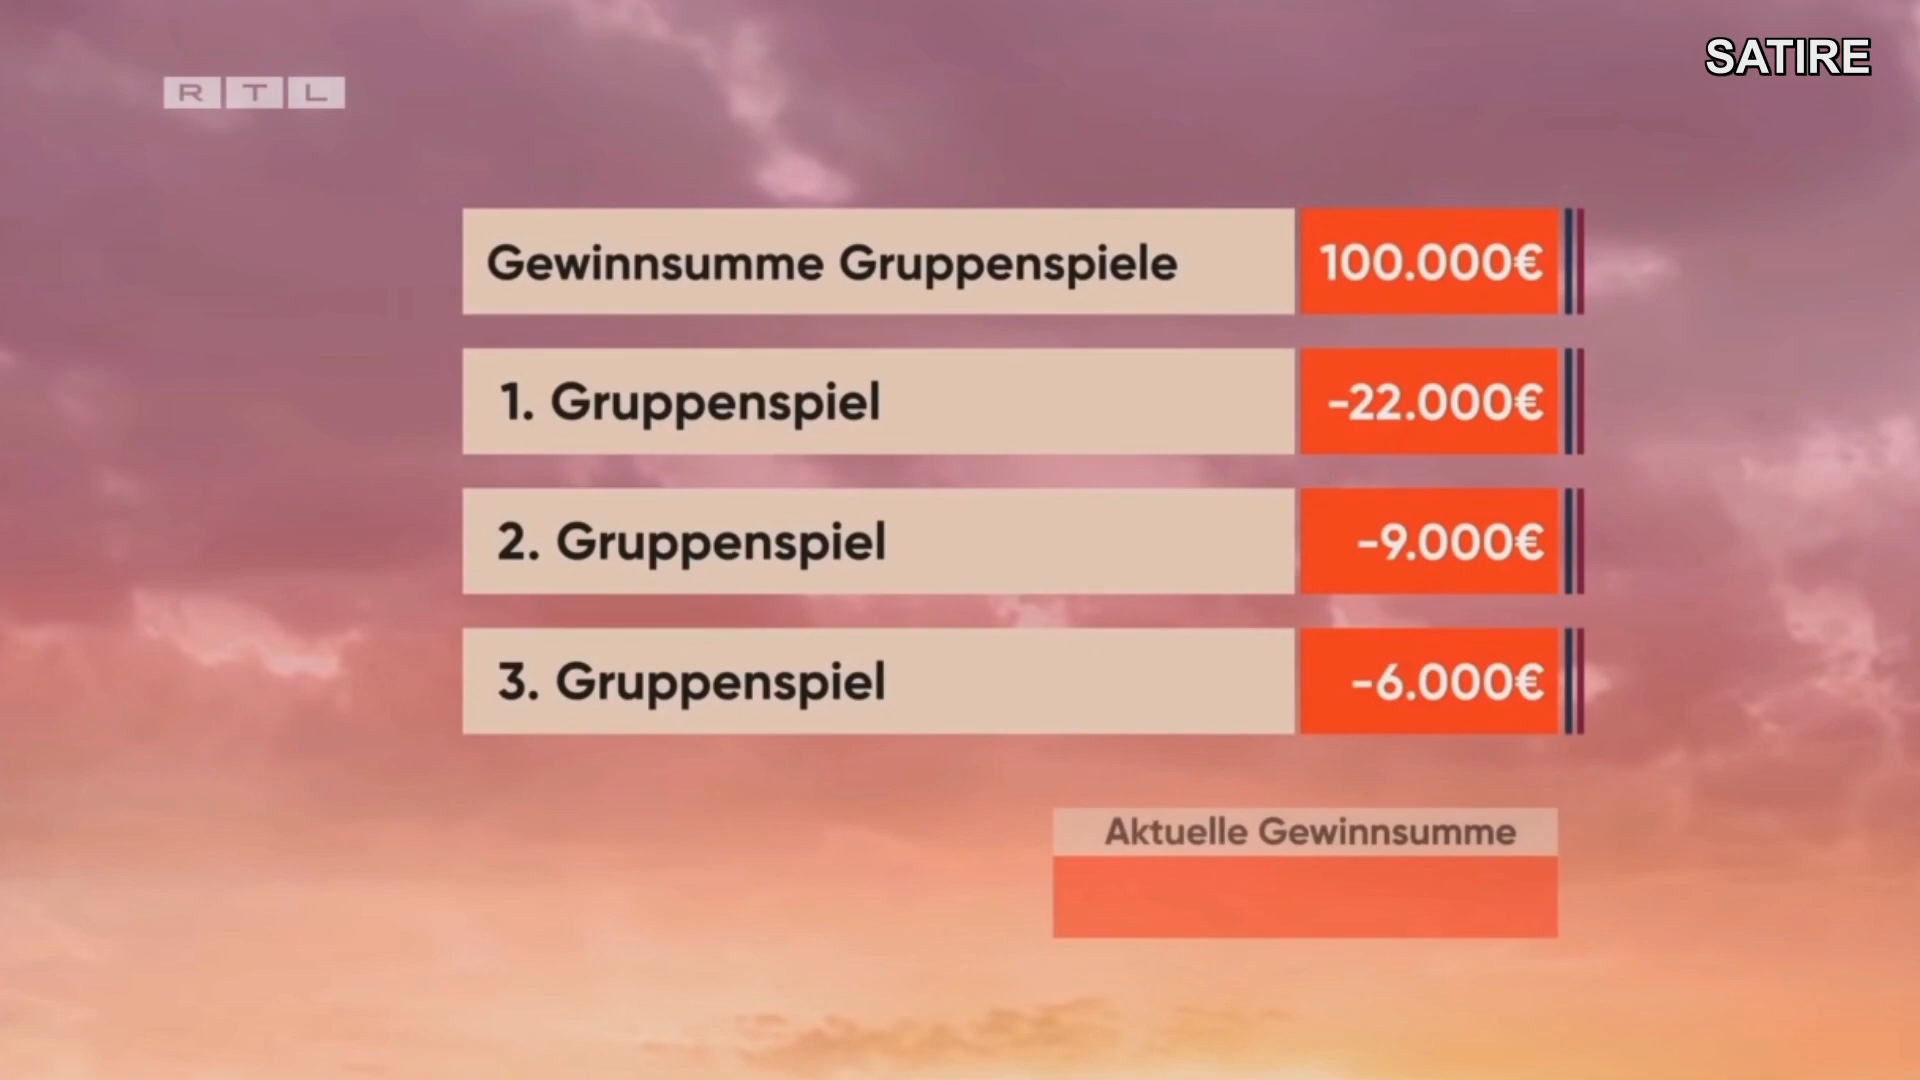 RTL
SATIRE
Gewinnsumme Gruppenspiele 100.000€
1. Gruppenspiel -22.000€
2. Gruppenspiel -9.000€
3. Gruppenspiel -6.000€
Aktuelle Gewinnsumme